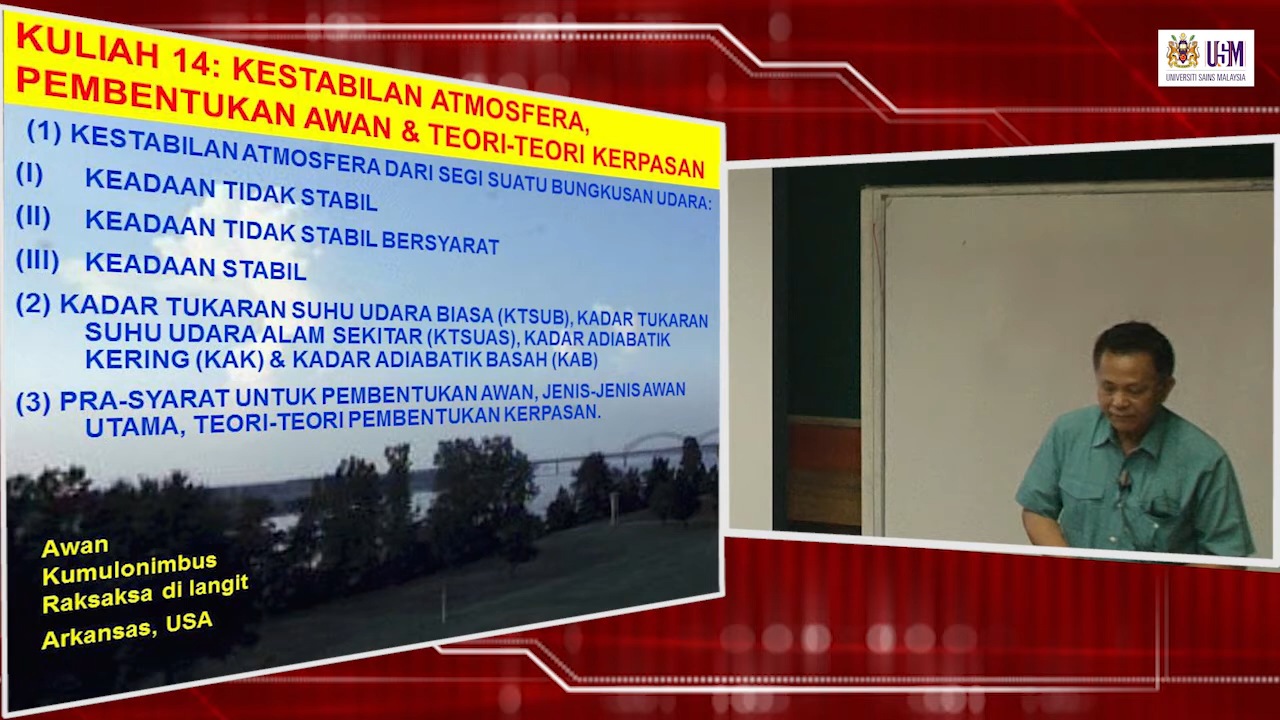 KULIAH 14: KESTABILAN ATMOSFERA,
PEMBENTUKAN AWAN & TEORI-TEORI KERPASAN
(1) KESTABILAN ATMOSFERA DARI SEGI SUATU BUNGKUSAN UDARA:
(I) KEADAAN TIDAK STABIL
(II) KEADAAN TIDAK STABIL BERSYARAT
(III) KEADAAN STABIL
(2) KADAR TUKARAN SUHU UDARA BIASA (KTSUB), KADAR TUKARAN
SUHU UDARA ALAM SEKITAR (KTSUAS), KADAR ADIABATIK
KERING (KAK) & KADAR ADIABATIK BASAH (KAB)
(3) PRA-SYARAT UNTUK PEMBENTUKAN AWAN, JENIS-JENIS AWAN
UTAMA, TEORI-TEORI PEMBENTUKAN KERPASAN.
Awan
Kumulonimbus
Raksaksa di langit
Arkansas, USA
USM
UNIVERSITI SAINS MALAYSIA